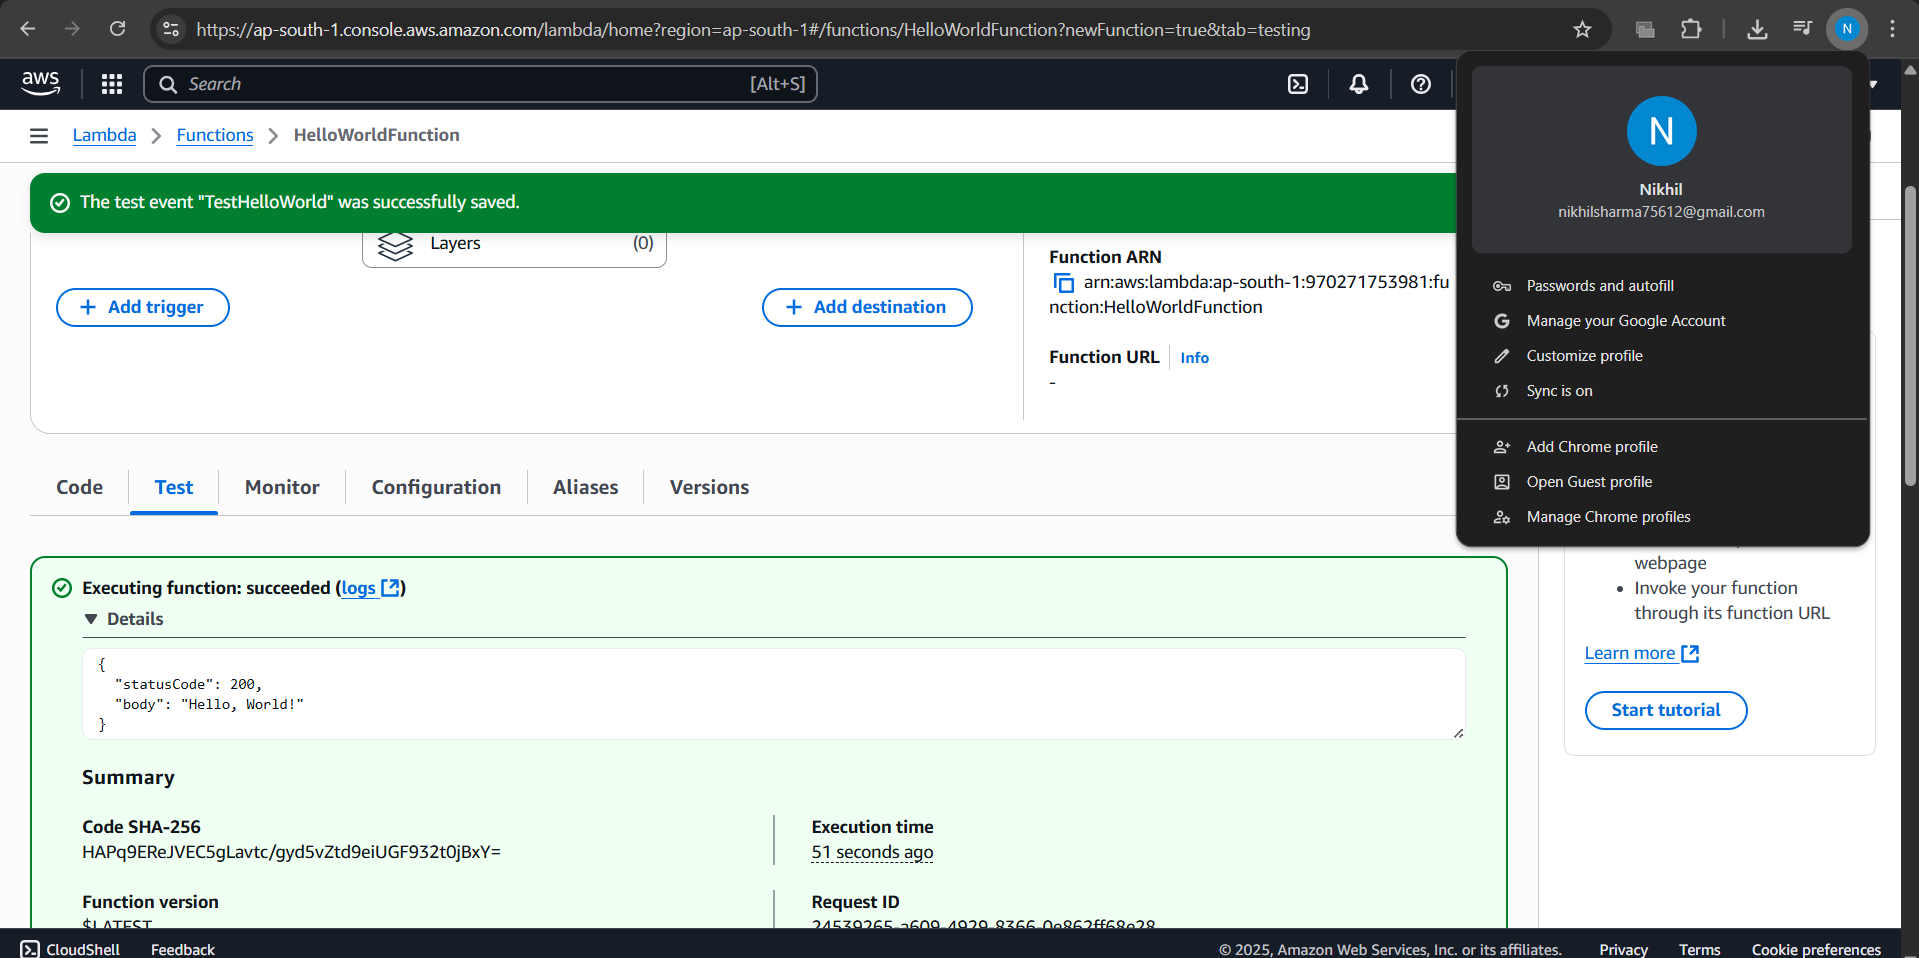 https://ap-south-1.console.aws.amazon.com/lambda/home?region=ap-south-1#/functions/HelloWorldFunction?newFunction=true&tab=testing
N
aws
Search
[Alt+S]
Lambda
Functions
HelloWorldFunction
The test event "TestHelloWorld" was successfully saved.
Layers
(0)
Add trigger
Add destination
Function ARN
arn:aws:lambda:ap-south-1:970271753981:fu
nction:HelloWorldFunction
Function URL
Info
-
N
Nikhil
nikhilsharma75612@gmail.com
Passwords and autofill
Manage your Google Account
Customize profile
Sync is on
Add Chrome profile
Open Guest profile
Manage Chrome profiles
Code
Test
Monitor
Configuration
Aliases
Versions
webpage
• Invoke your function
through its function URL
Learn more
Start tutorial
Executing function: succeeded (logs)
Details
{
"statusCode": 200,
"body": "Hello, World!"
}
Summary
Code SHA-256
HAPq9EReJVEC5gLavtc/gyd5vZtd9eiUGF932t0jBxY=
Execution time
51 seconds ago
Function version
$LATEST
Request ID
24539265-a609-4929-8366-0e862ff68e28
CloudShell
Feedback
© 2025, Amazon Web Services, Inc. or its affiliates.
Privacy
Terms
Cookie preferences